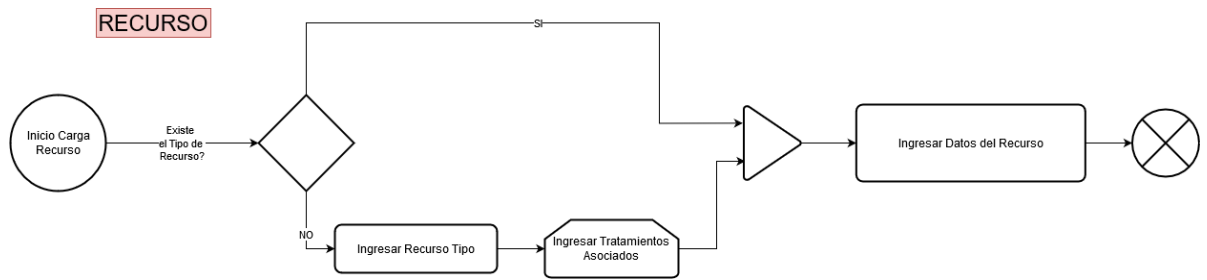 RECURSO
SI
Inicio Carga
Recurso
Existe
el Tipo de
Recurso?
NO
Ingresar Recurso Tipo
Ingresar Tratamientos
Asociados
Ingresar Datos del Recurso